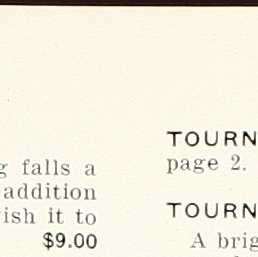 g falls a
addition
ish it to
$9.00
TOURN
page 2.
TOURN
A brig